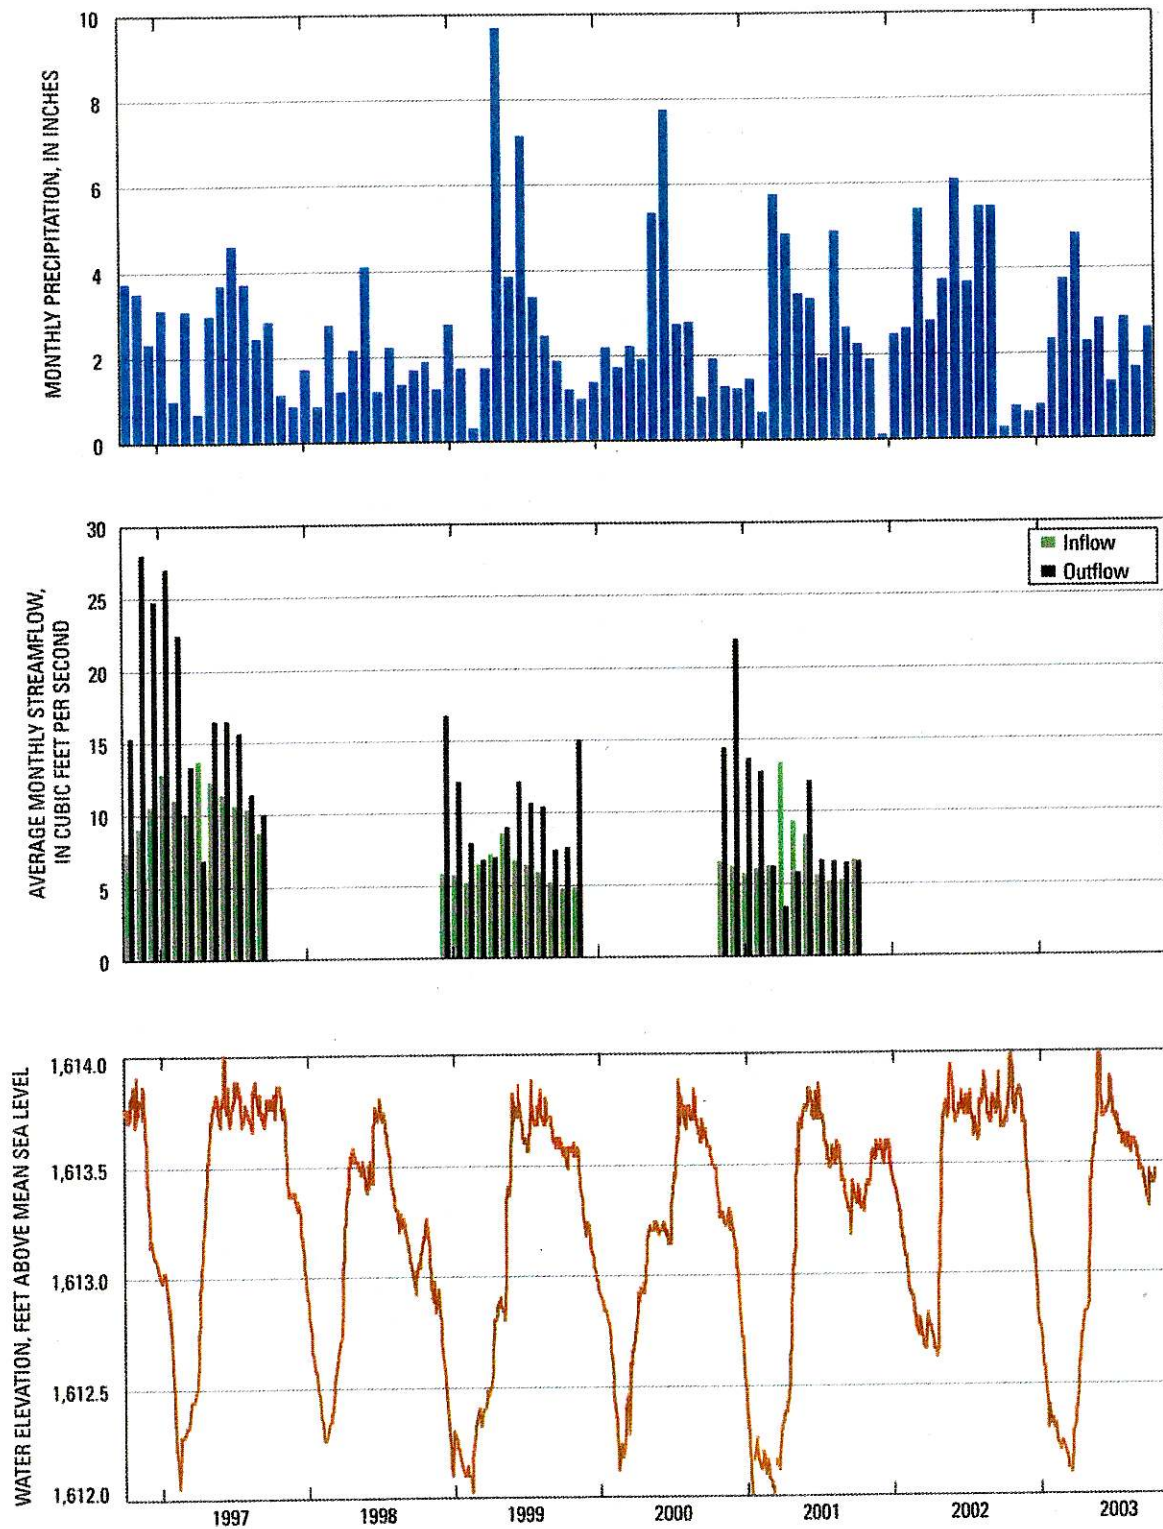 MONTHLY PRECIPITATION, IN INCHES
10
8
6
4
2
0
AVERAGE MONTHLY STREAMFLOW,
IN CUBIC FEET PER SECOND
30
25
20
15
10
5
0
Inflow
Outflow
WATER ELEVATION, FEET ABOVE MEAN SEA LEVEL
1,614.0
1,613.5
1,613.0
1,612.5
1,612.0
1997 1998 1999 2000 2001 2002 2003